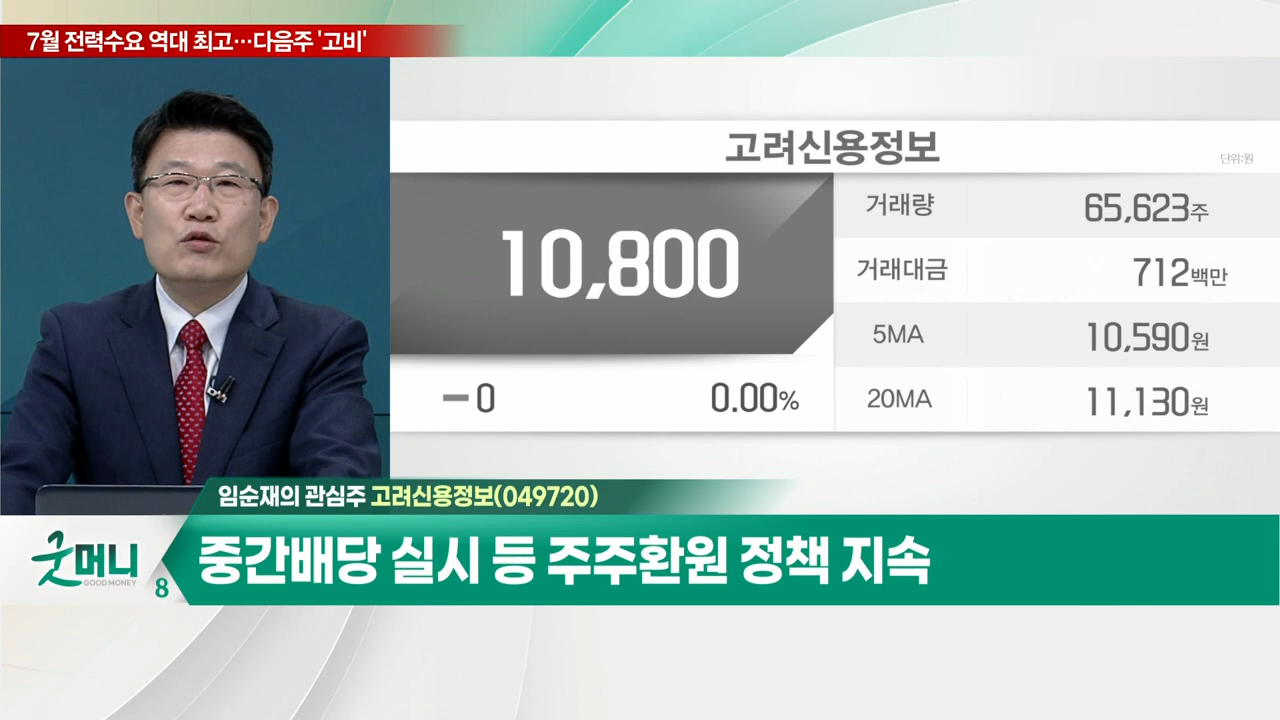 7월 전력수요 역대 최고…다음주 '고비'
고려신용정보
단위:원
10,800
0
0.00%
거래량 65,623주
거래대금 712백만
5MA 10,590원
20MA 11,130원
임순재의 관심주 고려신용정보(049720)
굿머니
GOOD MONEY
8
중간배당 실시 등 주주환원 정책 지속